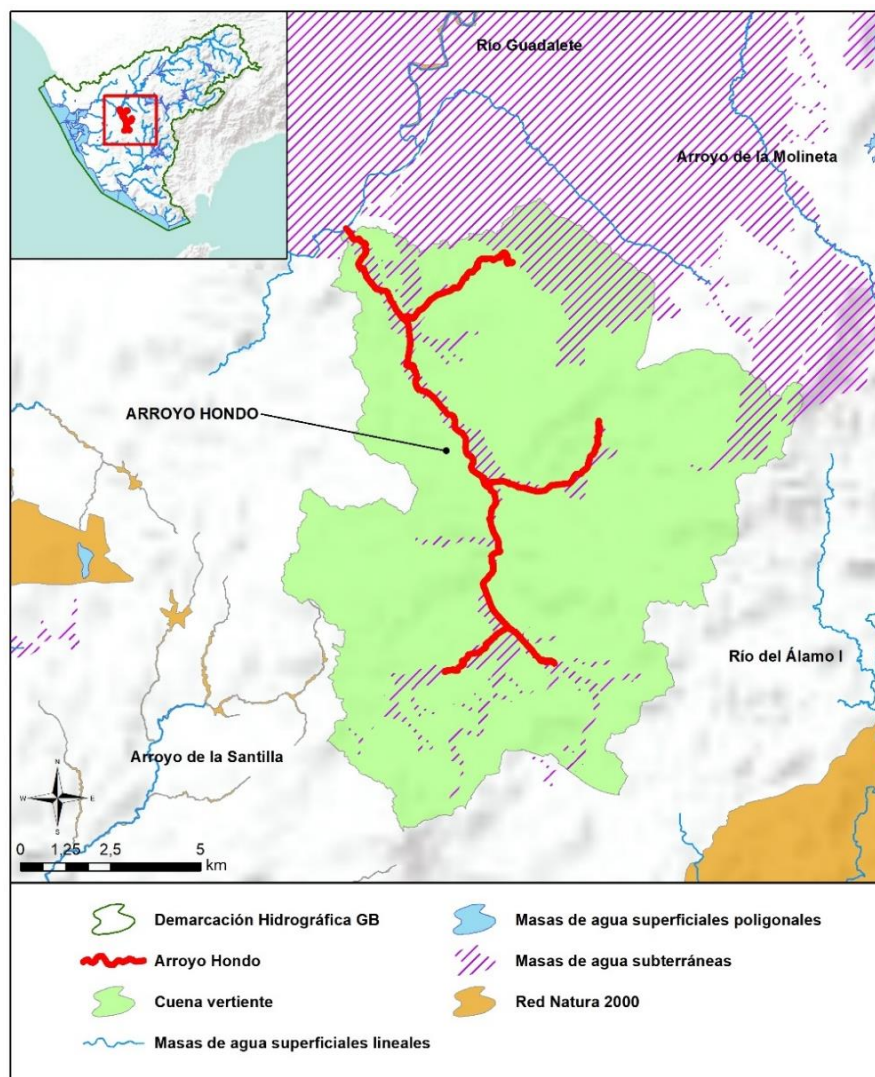 Río Guadalete
Arroyo de la Molineta
ARROYO HONDO
Río del Álamo I
Arroyo de la Santilla
N
W E
S
0 1,25 2,5 5
km
Demarcación Hidrográfica GB
Masas de agua superficiales poligonales
Arroyo Hondo
Masas de agua subterráneas
Cuena vertiente
Red Natura 2000
Masas de agua superficiales lineales